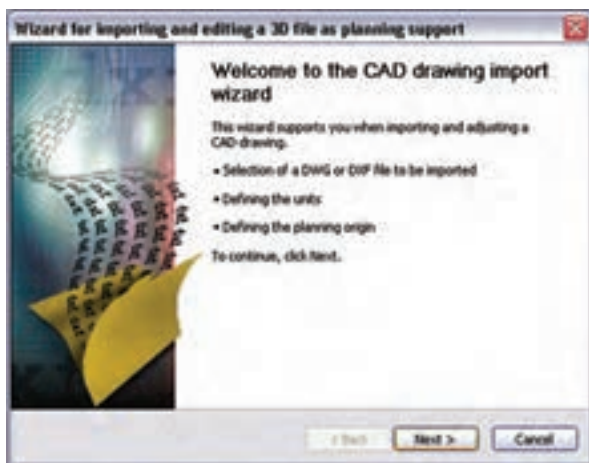 Wizard for importing and editing a 3D file as planning support
Welcome to the CAD drawing import
wizard
This wizard supports you when importing and adjusting a
CAD drawing.
• Selection of a DWG or DXF file to be imported
• Defining the units
• Defining the planning origin
To continue, click Next.
< Back Next > Cancel